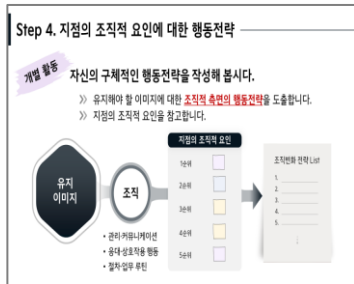 Step 4. 지점의 조직적 요인에 대한 행동전략
개별 활동
자신의 구체적인 행동전략을 작성해 봅시다.
» 유지해야 할 이미지에 대한 조직적 측면의 행동전략을 도출합니다.
» 지점의 조직적 요인을 참고합니다.
지점의 조직적 요인
유지
이미지
조직
• 관리·커뮤니케이션
• 응대·상호작용 행동
• 절차·업무 루틴
1순위
2순위
3순위
4순위
5순위
조직변화 전략 List
1.
2.
3.
4.
5.